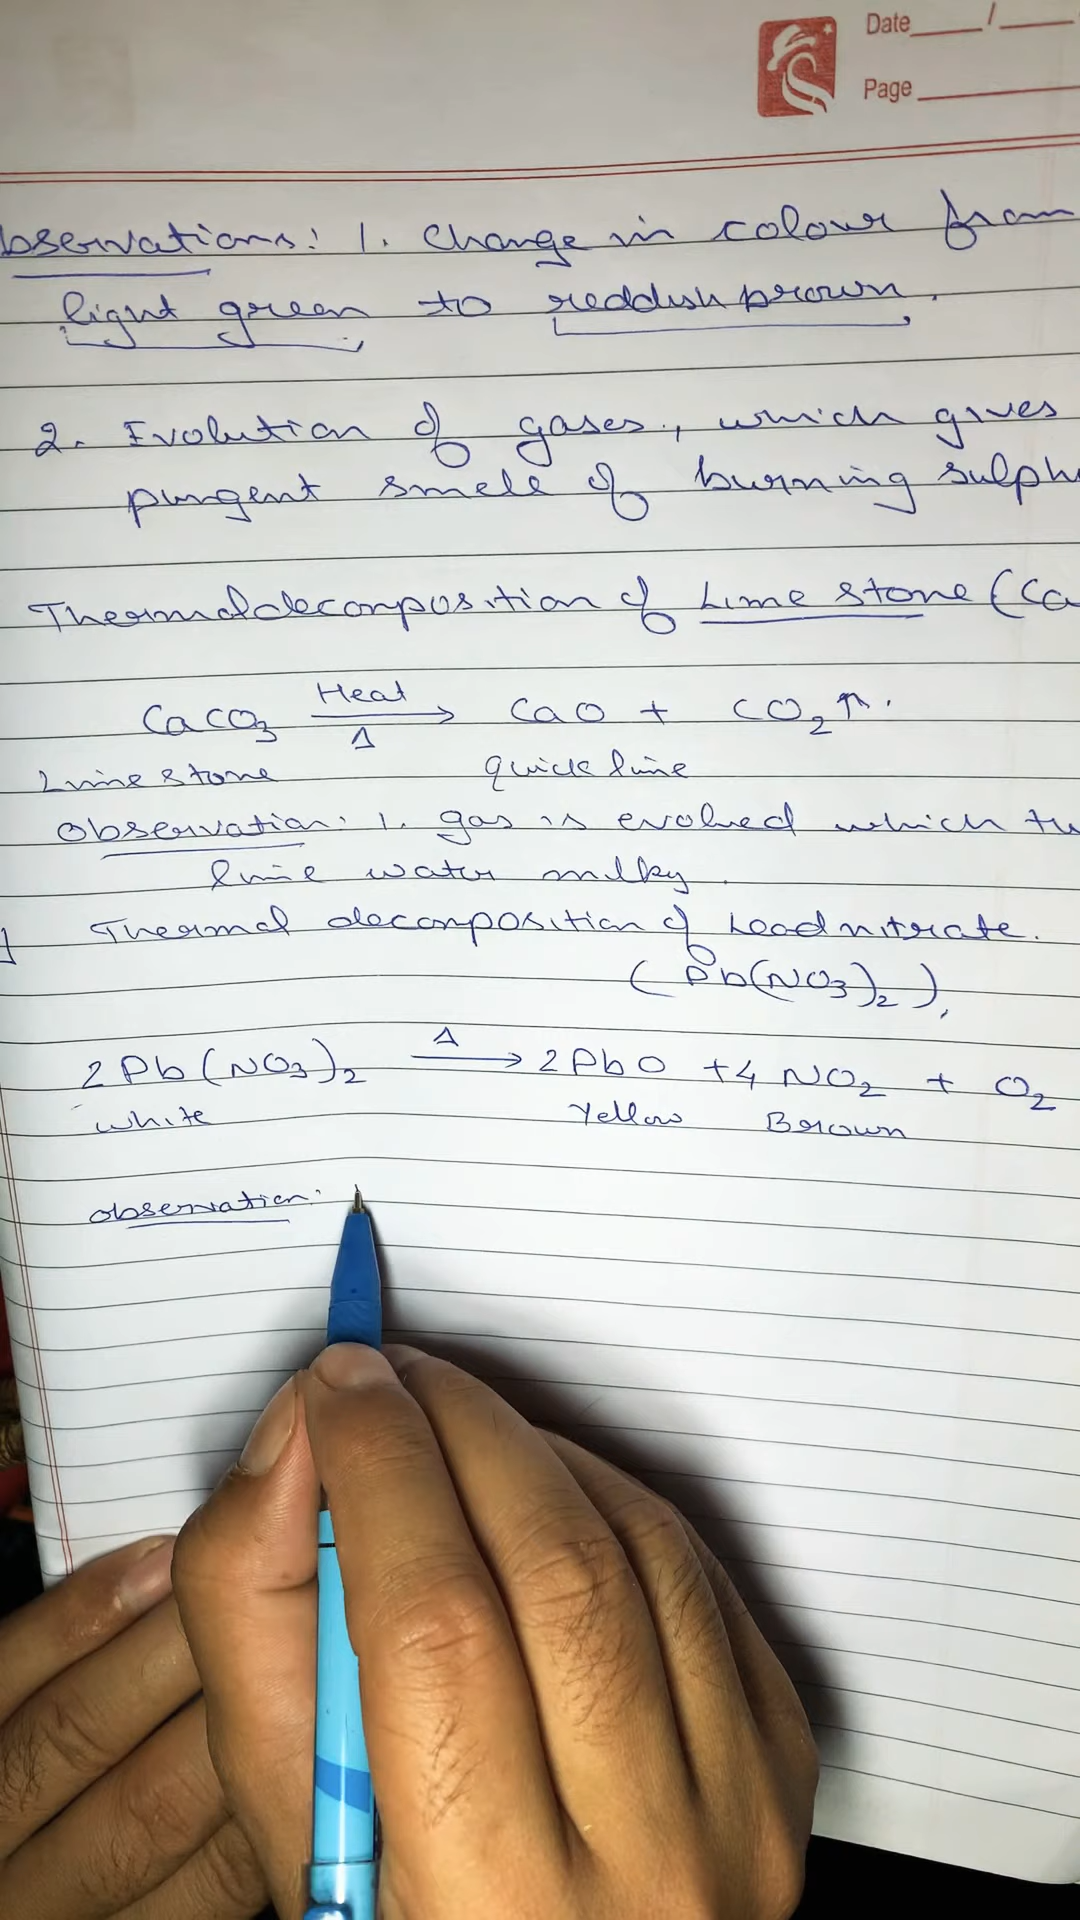 Date ___ / ___
Page ___
bservations: 1. Change in colour from
light green to reddish brown.
2. Evolution of gases, which gives
pungent smell of burning sulph
Thermal decomposition of Lime stone (Ca
CaCO₃ Heat → Δ CaO + CO₂ ↑.
Lime stone quick lime
observation: 1. gas is evolved which tu
lime water milky.
Thermal decomposition of Lead nitrate.
(Pb(NO₃)₂),
2Pb(NO₃)₂ Δ → 2PbO + 4NO₂ + O₂
white Yellow Brown
observation: